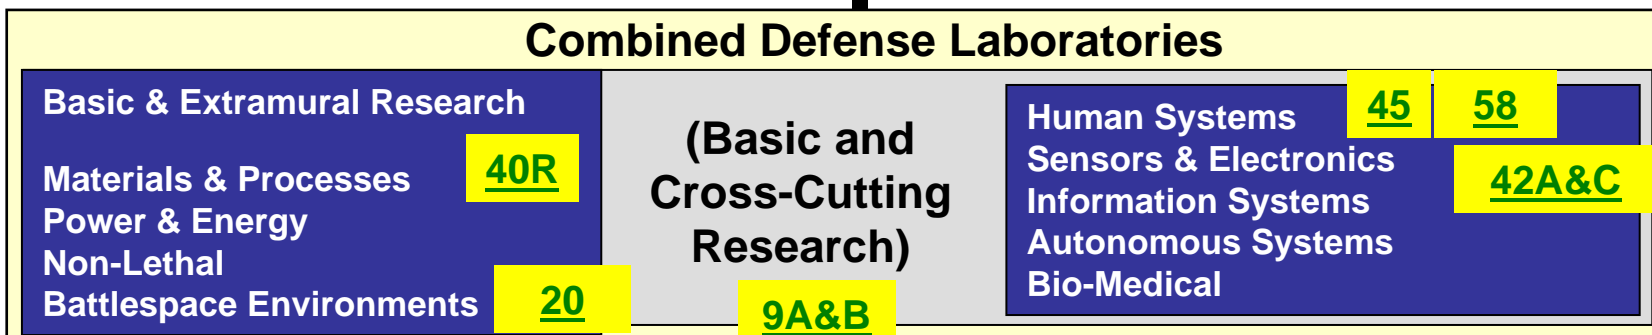 Combined Defense Laboratories
Basic & Extramural Research
Materials & Processes
40R
Power & Energy
Non-Lethal
Battlespace Environments
20
(Basic and
Cross-Cutting
Research)
9A&B
Human Systems
45
58
Sensors & Electronics
42A&C
Information Systems
Autonomous Systems
Bio-Medical